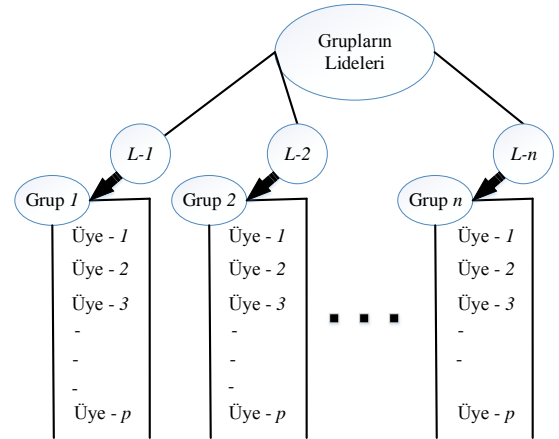 Grupların
Lideleri
L-1
L-2
L-n
Grup 1
Grup 2
Grup n
Üye - 1
Üye - 2
Üye - 3
-
-
-
Üye - p
Üye - 1
Üye - 2
Üye - 3
-
-
-
Üye - p
Üye - 1
Üye - 2
Üye - 3
-
-
Üye - p